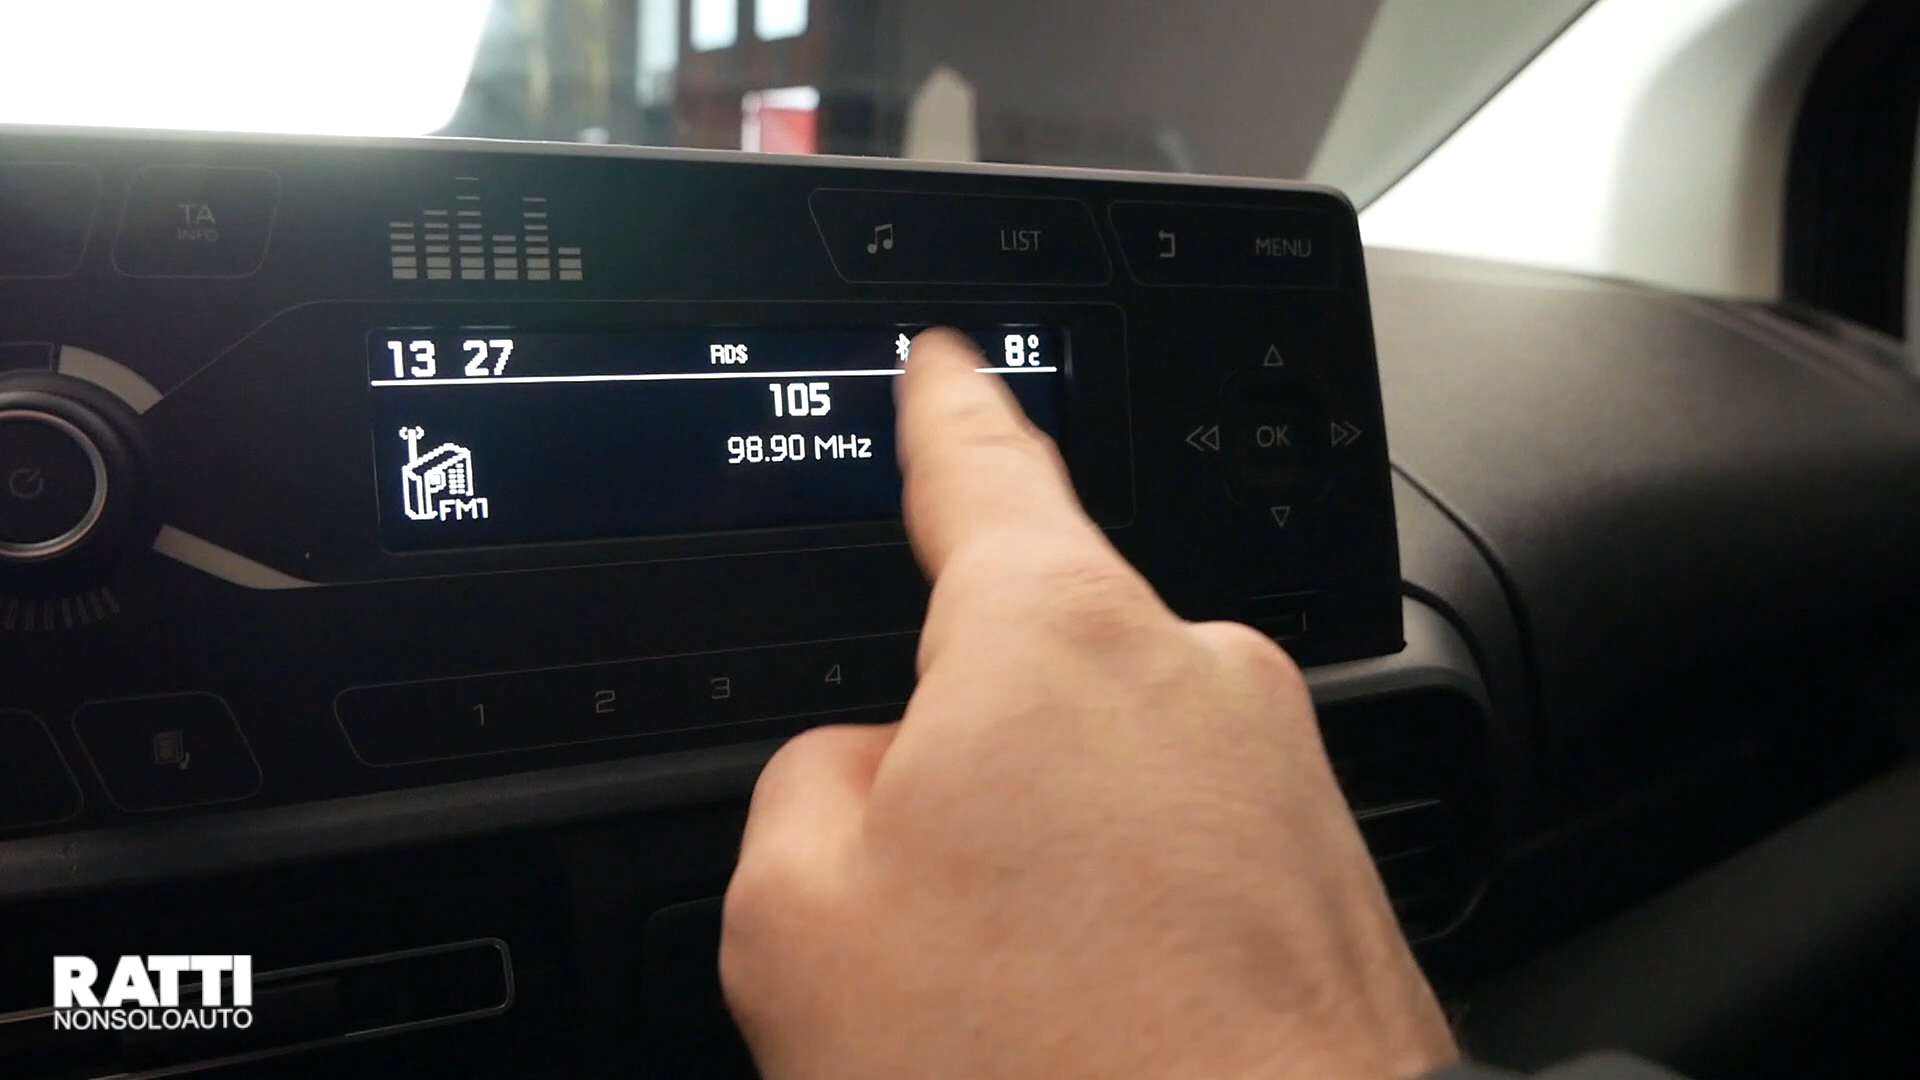 TA
INFO
LIST
MENU
13 27
RDS
8°C
105
98.90 MHz
FM1
OK
1 2 3 4
RATTI
NONSOLOAUTO